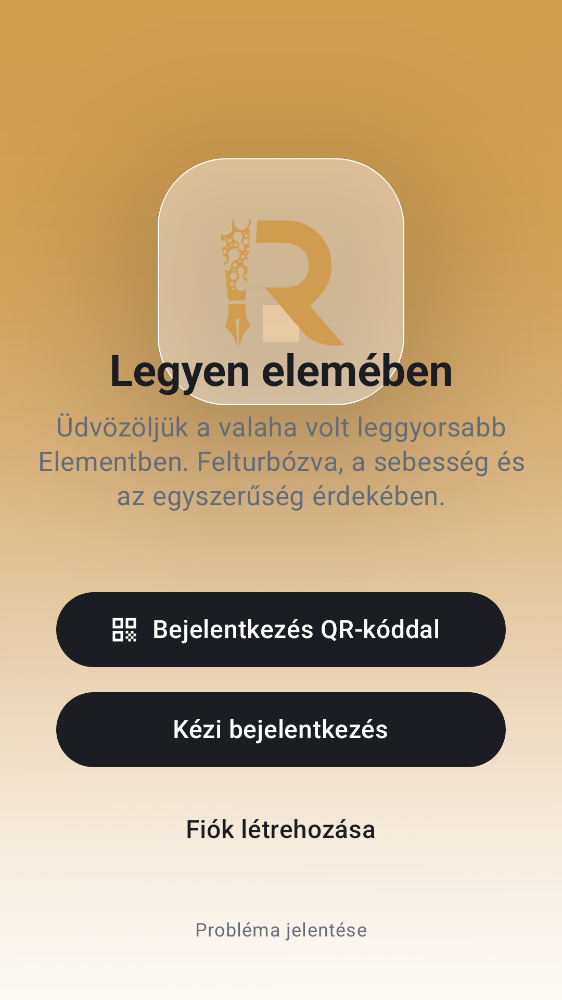 R
Legyen elemében
Üdvözöljük a valaha volt leggyorsabb
Elementben. Felturbózva, a sebesség és
az egyszerűség érdekében.
Bejelentkezés QR-kóddal
Kézi bejelentkezés
Fiók létrehozása
Probléma jelentése